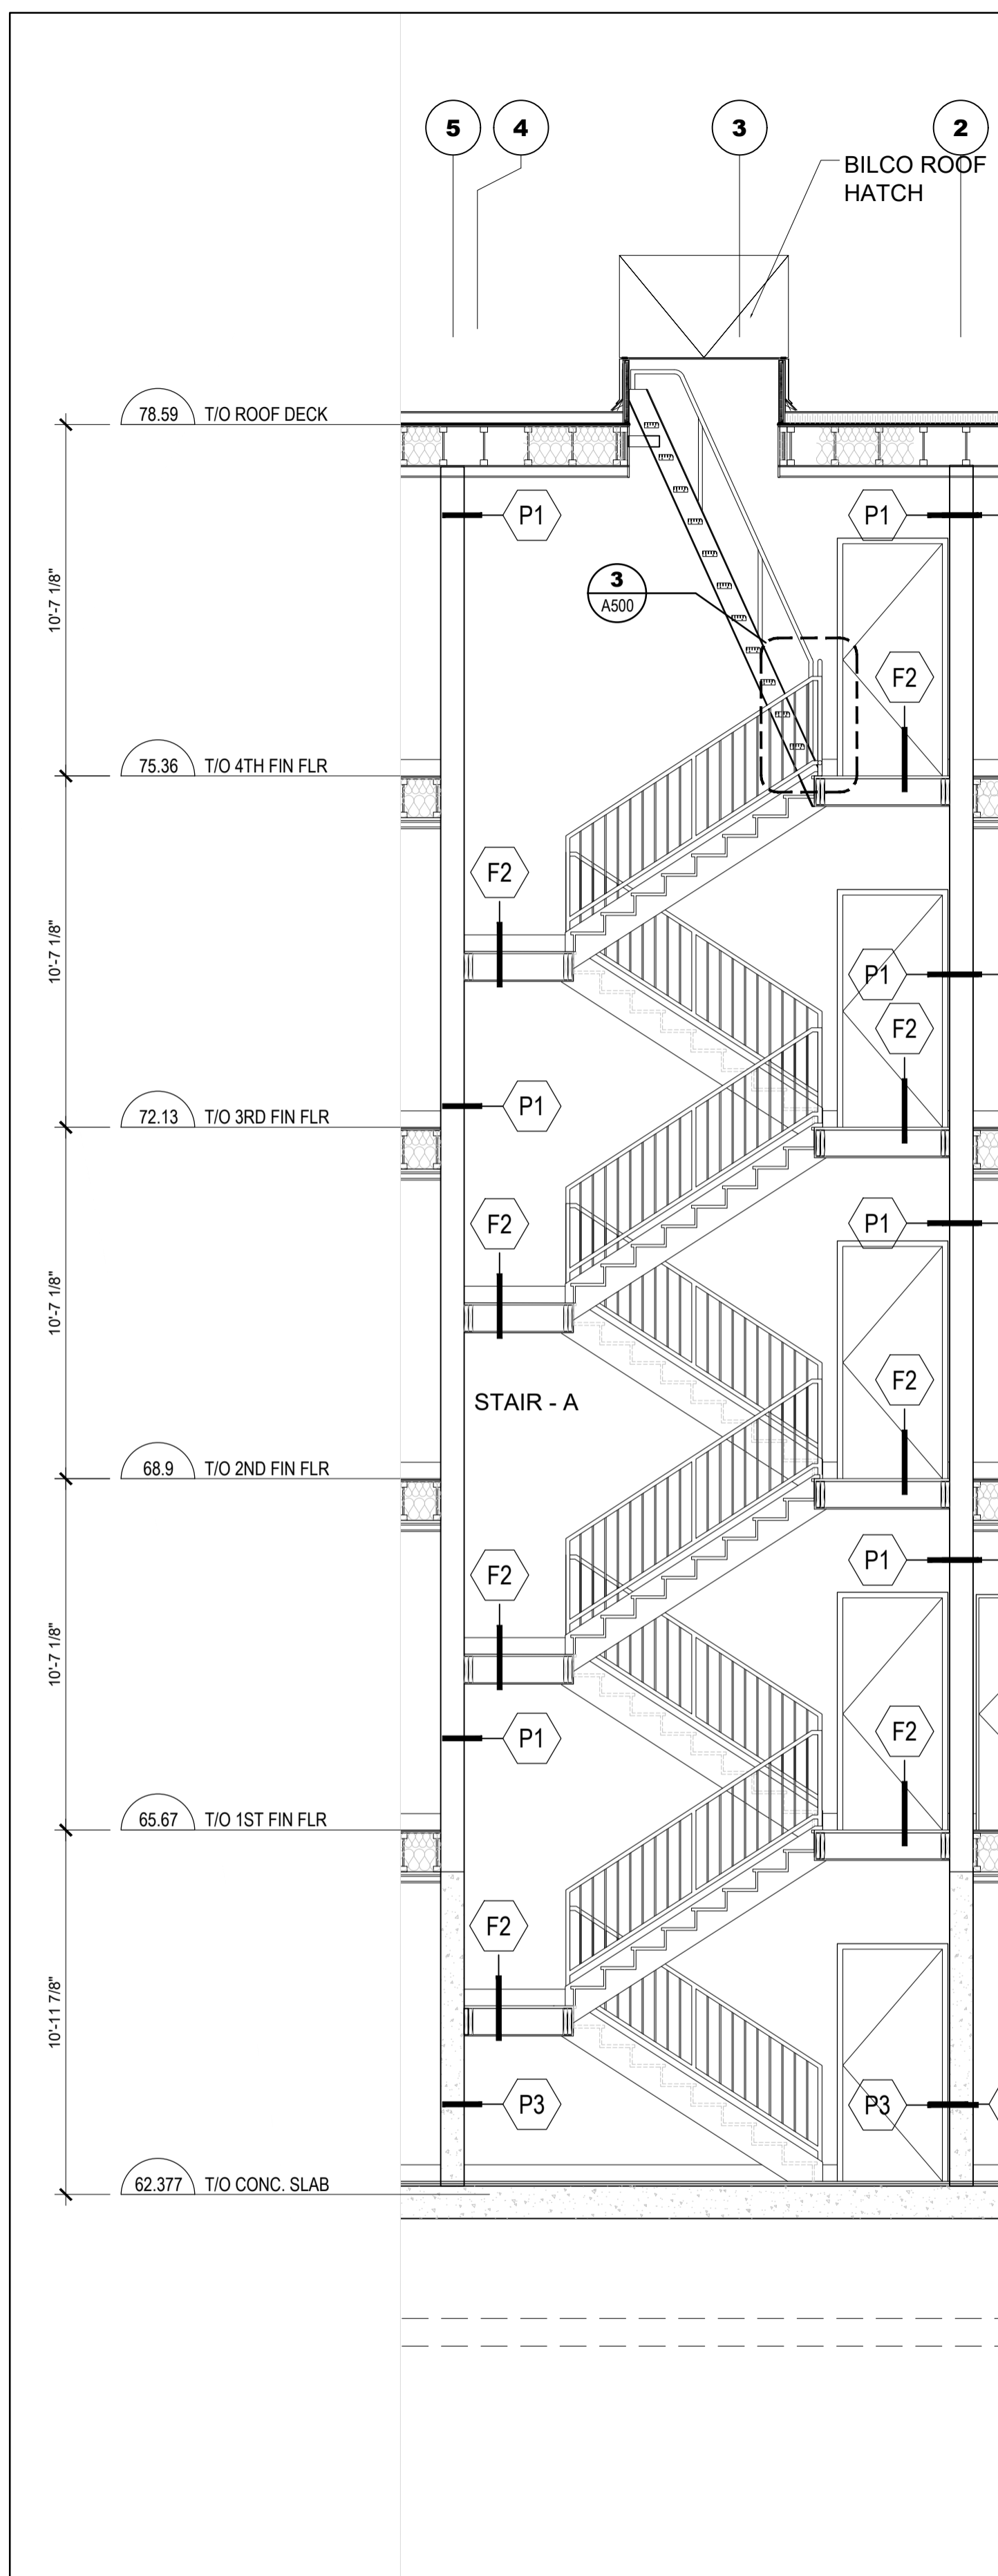 5
4
3
2
BILCO ROOF
HATCH
78.59 T/O ROOF DECK
P1
P1
10'-7 1/8"
3
A500
F2
75.36 T/O 4TH FIN FLR
F2
10'-7 1/8"
P1
F2
P1
72.13 T/O 3RD FIN FLR
F2
P1
10'-7 1/8"
F2
STAIR - A
68.9 T/O 2ND FIN FLR
P1
F2
10'-7 1/8"
F2
P1
65.67 T/O 1ST FIN FLR
F2
10'-11 7/8"
P3
P3
62.377 T/O CONC. SLAB